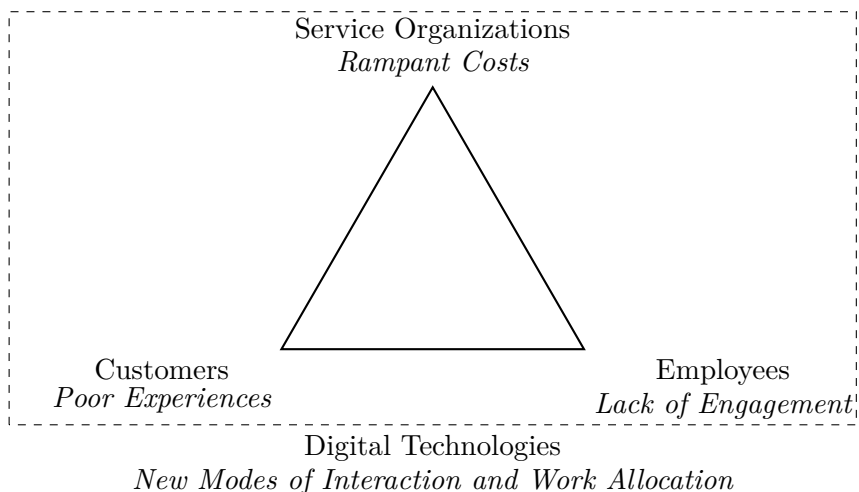 Service Organizations
Rampant Costs
Customers
Poor Experiences
Employees
Lack of Engagement
Digital Technologies
New Modes of Interaction and Work Allocation